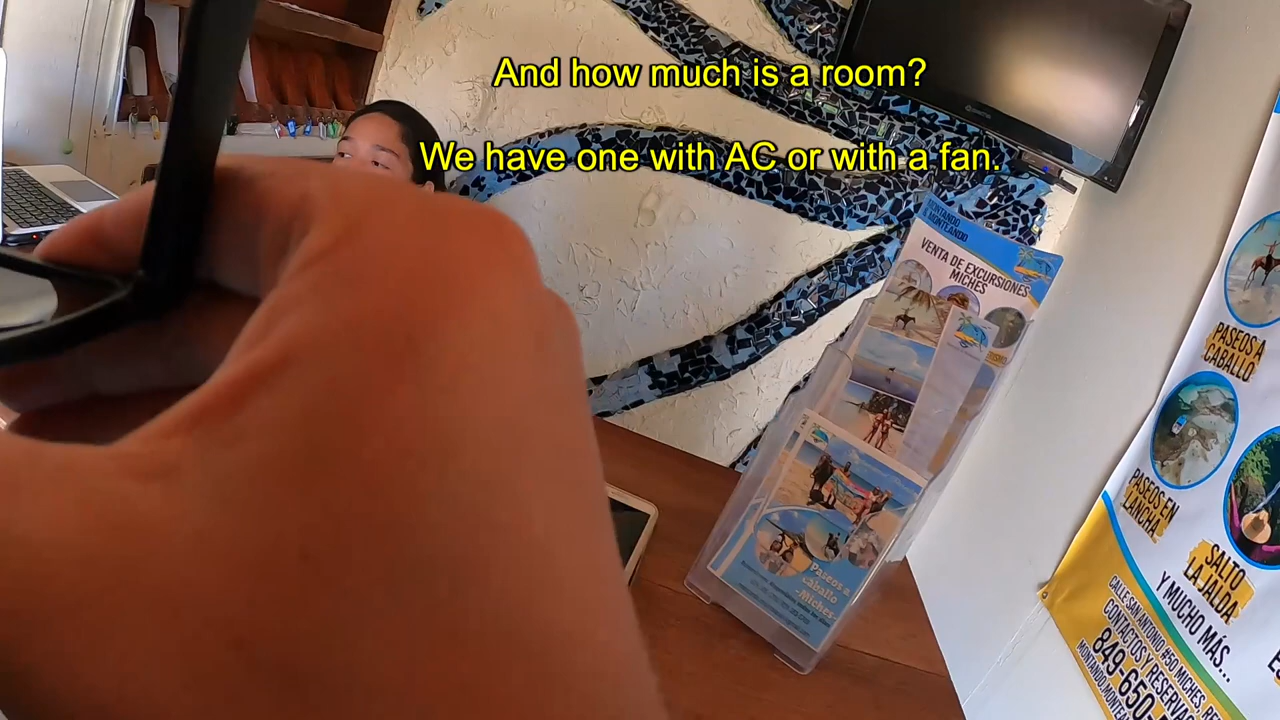 And how much is a room?
We have one with AC or with a fan.
MONTANDO
& MONTEANDO
VENTA DE EXCURSIONES
MICHES
Paseos a
Caballo
-Miches-
PASEOS A
CABALLO
PASEOS EN
LANCHA
SALTO
LA JALDA
Y MUCHO MÁS...
CALLE SAN ANTONIO #50 MICHES,
CONTACTOS Y
849-650-